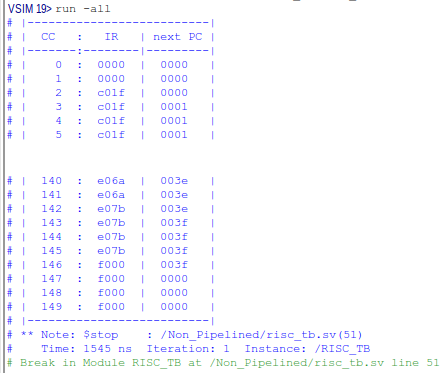 VSIM 19> run -all
# |-----------------------|
# | CC : IR | next PC |
# |-------:-------|--------|
# | 0 : 0000 | 0000 |
# | 1 : 0000 | 0000 |
# | 2 : c01f | 0000 |
# | 3 : c01f | 0001 |
# | 4 : c01f | 0001 |
# | 5 : c01f | 0001 |
# | 140 : e06a | 003e |
# | 141 : e06a | 003e |
# | 142 : e07b | 003e |
# | 143 : e07b | 003f |
# | 144 : e07b | 003f |
# | 145 : e07b | 003f |
# | 146 : f000 | 003f |
# | 147 : f000 | 0000 |
# | 148 : f000 | 0000 |
# | 149 : f000 | 0000 |
# |-----------------------|
# ** Note: $stop : /Non_Pipelined/risc_tb.sv(51)
# Time: 1545 ns Iteration: 1 Instance: /RISC_TB
# Break in Module RISC_TB at /Non_Pipelined/risc_tb.sv line 51